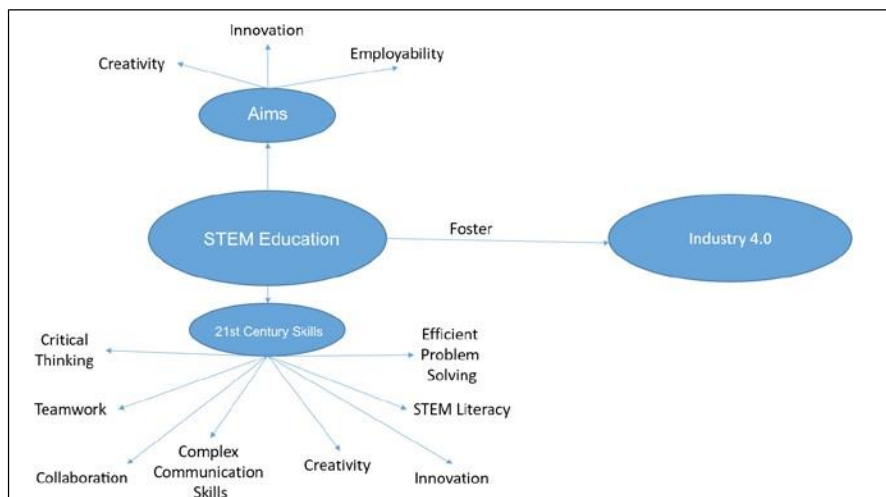 Innovation
Creativity
Employability
Aims
STEM Education
Foster
Industry 4.0
21st Century Skills
Critical
Thinking
Efficient
Problem
Solving
Teamwork
STEM Literacy
Collaboration
Complex
Communication
Skills
Creativity
Innovation